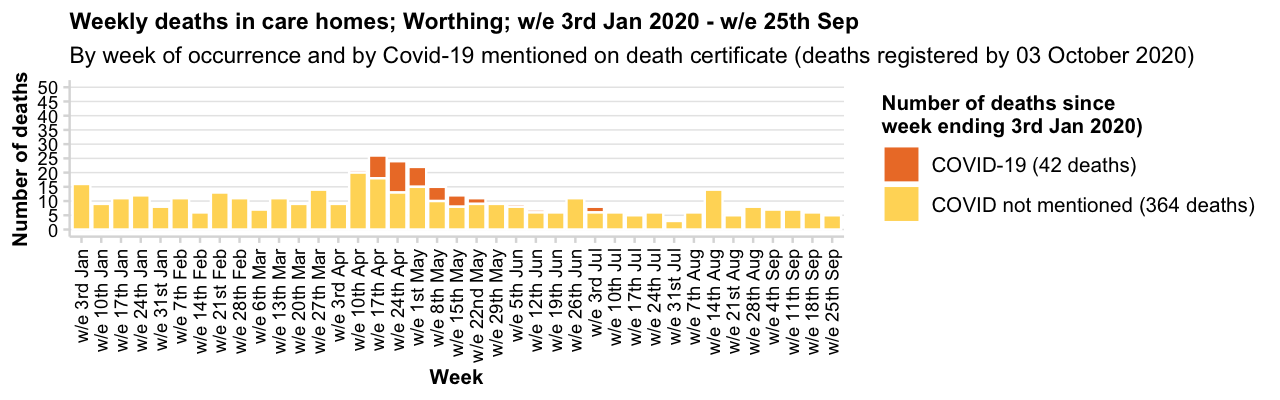 Weekly deaths in care homes; Worthing; w/e 3rd Jan 2020 - w/e 25th Sep
By week of occurrence and by Covid-19 mentioned on death certificate (deaths registered by 03 October 2020)
Number of deaths
50
45
40
35
30
25
20
15
10
5
0
w/e 3rd Jan
w/e 10th Jan
w/e 17th Jan
w/e 24th Jan
w/e 31st Jan
w/e 7th Feb
w/e 14th Feb
w/e 21st Feb
w/e 28th Feb
w/e 6th Mar
w/e 13th Mar
w/e 20th Mar
w/e 27th Mar
w/e 3rd Apr
w/e 10th Apr
w/e 17th Apr
w/e 24th Apr
w/e 1st May
w/e 8th May
w/e 15th May
w/e 22nd May
w/e 29th May
w/e 5th Jun
w/e 12th Jun
w/e 19th Jun
w/e 26th Jun
w/e 3rd Jul
w/e 10th Jul
w/e 17th Jul
w/e 24th Jul
w/e 31st Jul
w/e 7th Aug
w/e 14th Aug
w/e 21st Aug
w/e 28th Aug
w/e 4th Sep
w/e 11th Sep
w/e 18th Sep
w/e 25th Sep
Week
Number of deaths since
week ending 3rd Jan 2020)
COVID-19 (42 deaths)
COVID not mentioned (364 deaths)